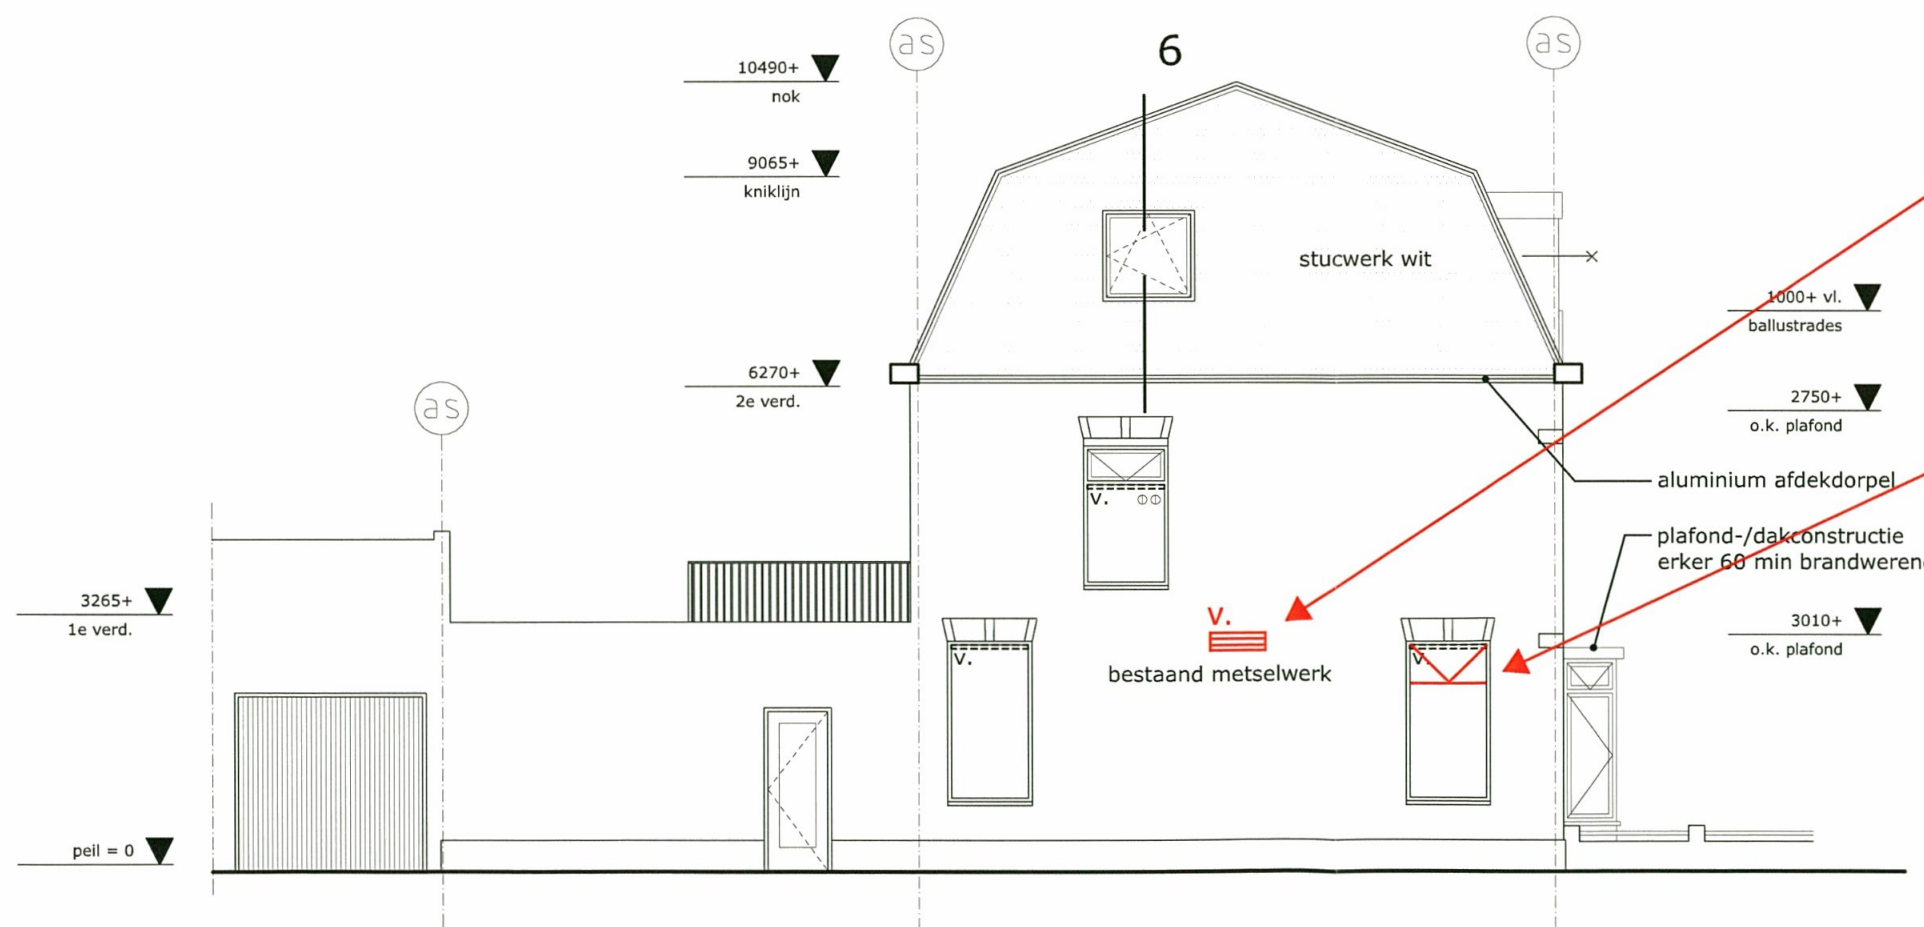 as
6
as
10490+
nok
9065+
kniklijn
stucwerk wit
1000+ vl.
ballustrades
6270+
2e verd.
as
2750+
o.k. plafond
aluminium afdekdorpel
v.
plafond-/dakconstructie
erker 60 min brandweren
3265+
1e verd.
v.
3010+
o.k. plafond
v.
v.
bestaand metselwerk
peil = 0